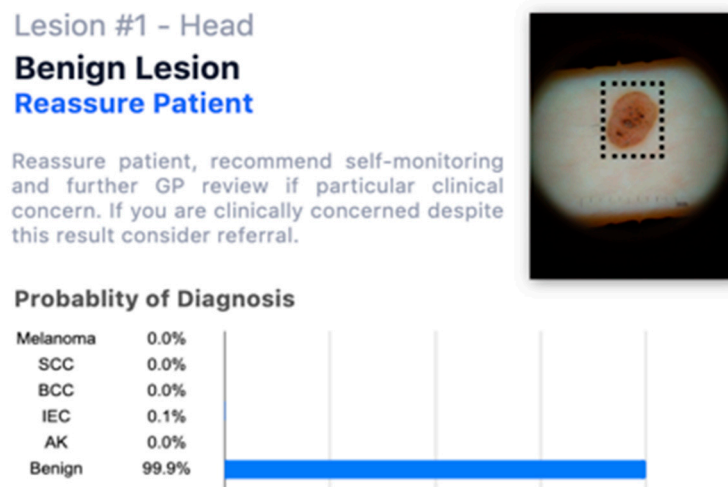 Lesion #1 - Head
Benign Lesion
Reassure Patient
Reassure patient, recommend self-monitoring
and further GP review if particular clinical
concern. If you are clinically concerned despite
this result consider referral.
Probablity of Diagnosis
Melanoma 0.0%
SCC 0.0%
BCC 0.0%
IEC 0.1%
AK 0.0%
Benign 99.9%